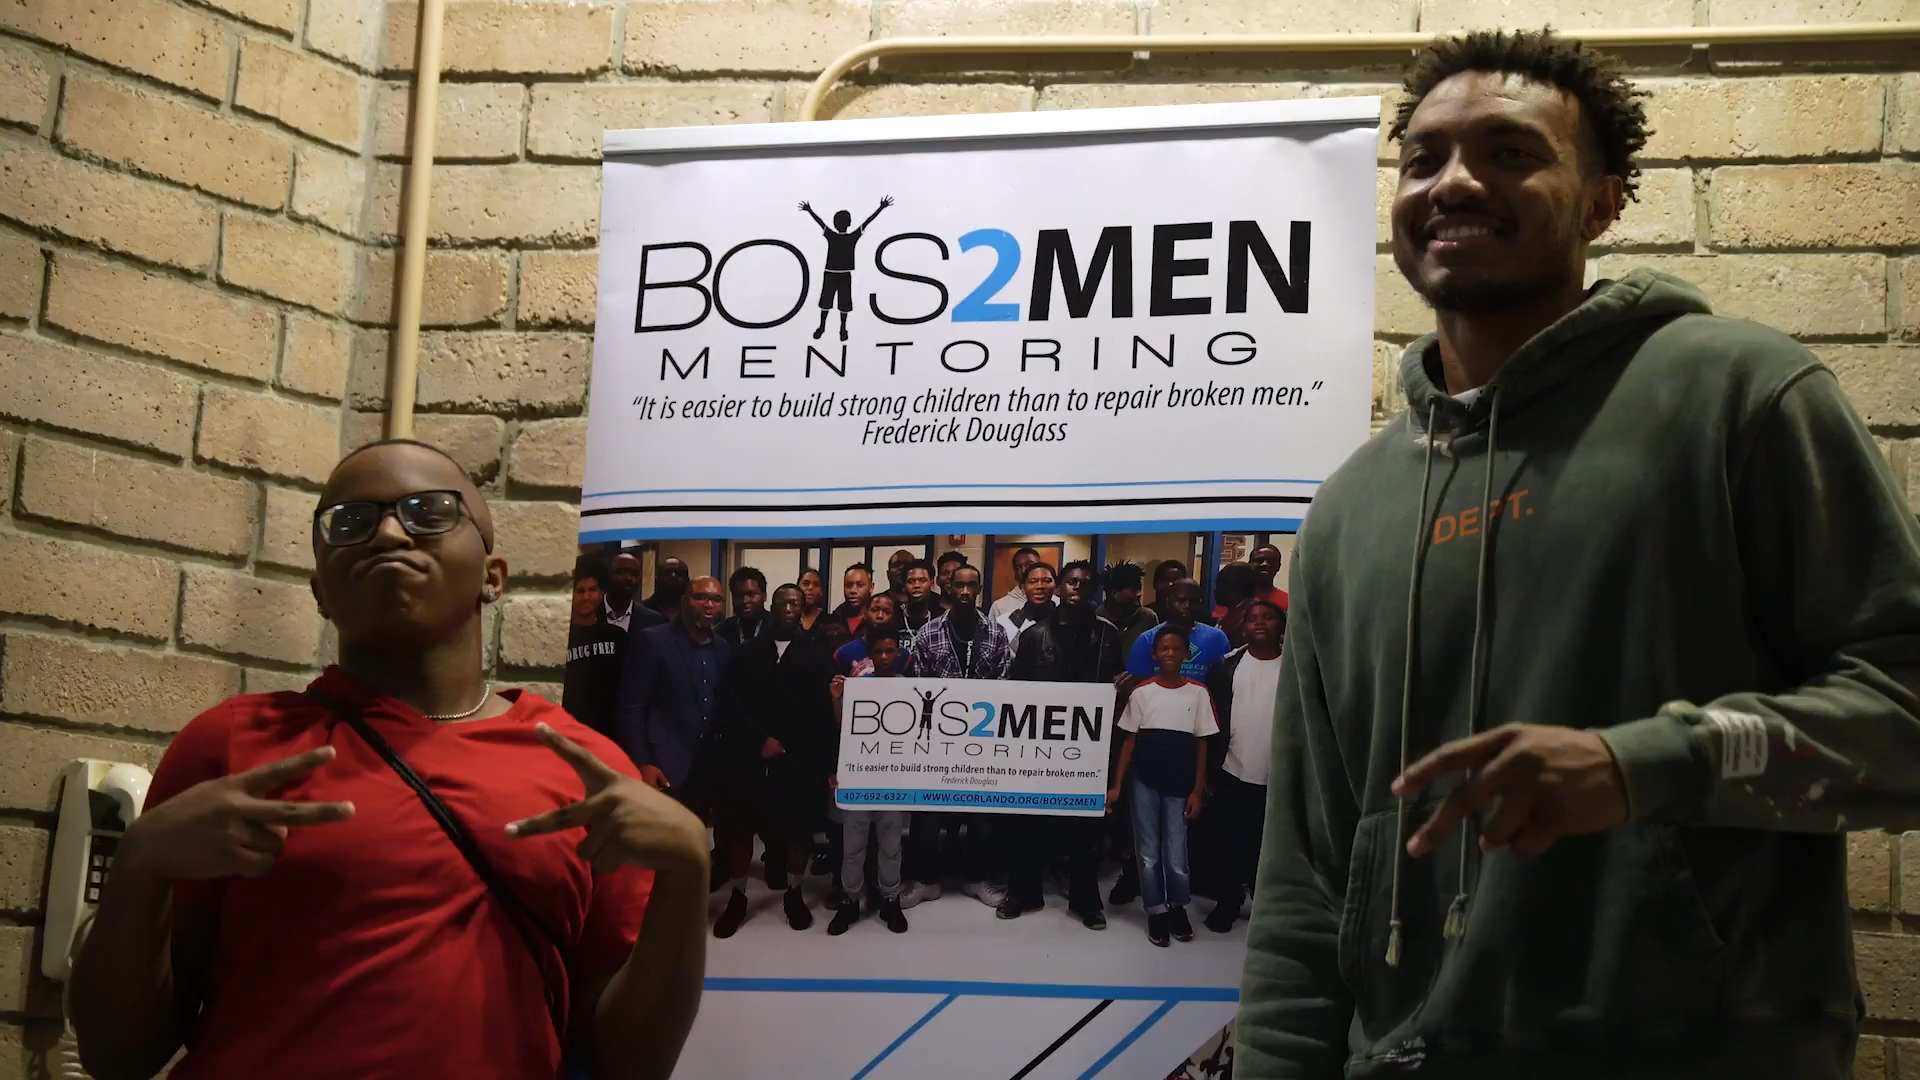 BOYS2MEN
MENTORING
“It is easier to build strong children than to repair broken men.”
Frederick Douglass
DEPT.
DRUG FREE
BOYS2MEN
MENTORING
“It is easier to build strong children than to repair broken men.”
Frederick Douglass
407-692-6327 | WWW.GCORLANDO.ORG/BOYS2MEN